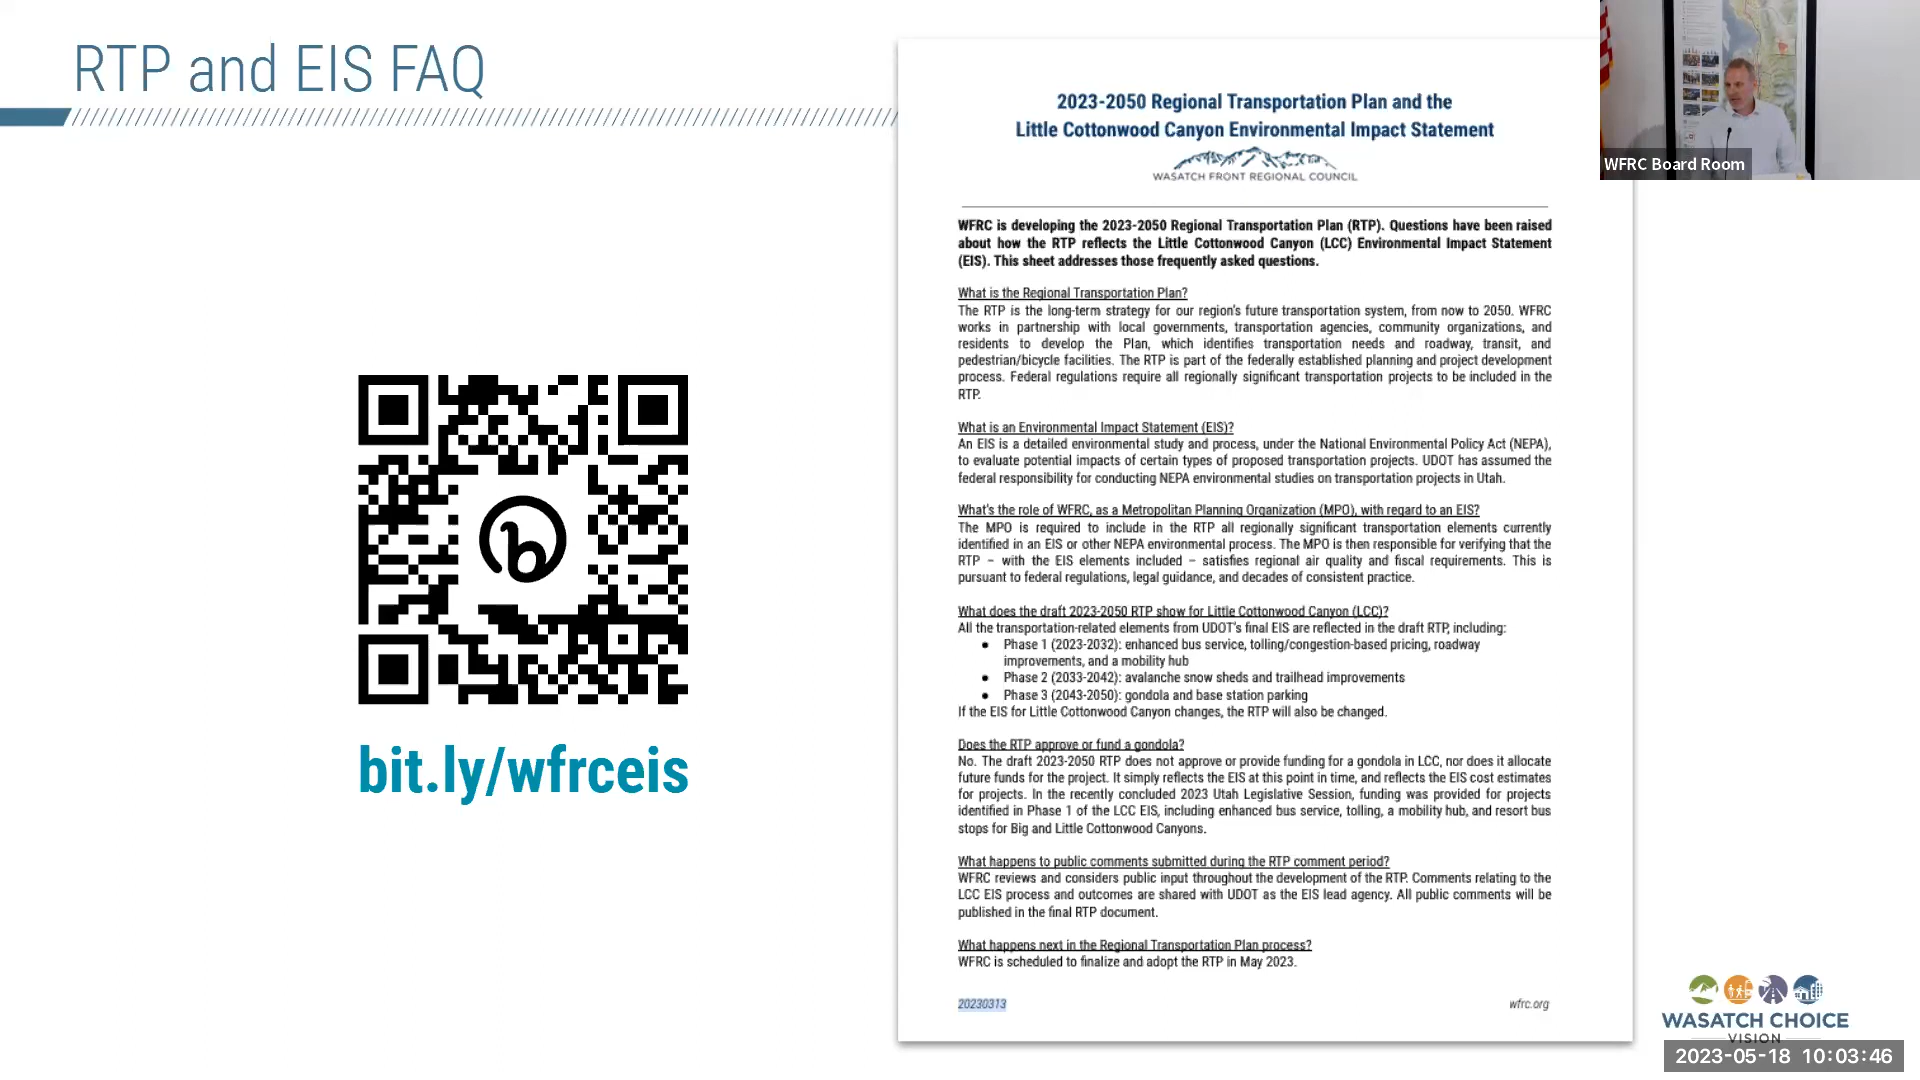 RTP and EIS FAQ
bit.ly/wfrceis
2023-2050 Regional Transportation Plan and the
Little Cottonwood Canyon Environmental Impact Statement
WASATCH FRONT REGIONAL COUNCIL
WFRC is developing the 2023-2050 Regional Transportation Plan (RTP). Questions have been raised
about how the RTP reflects the Little Cottonwood Canyon (LCC) Environmental Impact Statement
(EIS). This sheet addresses those frequently asked questions.
What is the Regional Transportation Plan?
The RTP is the long-term strategy for our region's future transportation system, from now to 2050. WFRC
works in partnership with local governments, transportation agencies, community organizations, and
residents to develop the Plan, which identifies transportation needs and roadway, transit, and
pedestrian/bicycle facilities. The RTP is part of the federally established planning and project development
process. Federal regulations require all regionally significant transportation projects to be included in the
RTP.
What is an Environmental Impact Statement (EIS)?
An EIS is a detailed environmental study and process, under the National Environmental Policy Act (NEPA),
to evaluate potential impacts of certain types of proposed transportation projects. UDOT has assumed the
federal responsibility for conducting NEPA environmental studies on transportation projects in Utah.
What's the role of WFRC, as a Metropolitan Planning Organization (MPO), with regard to an EIS?
The MPO is required to include in the RTP all regionally significant transportation elements currently
identified in an EIS or other NEPA environmental process. The MPO is then responsible for verifying that the
RTP – with the EIS elements included – satisfies regional air quality and fiscal requirements. This is
pursuant to federal regulations, legal guidance, and decades of consistent practice.
What does the draft 2023-2050 RTP show for Little Cottonwood Canyon (LCC)?
All the transportation-related elements from UDOT's final EIS are reflected in the draft RTP, including:
● Phase 1 (2023-2032): enhanced bus service, tolling/congestion-based pricing, roadway
improvements, and a mobility hub
● Phase 2 (2033-2042): avalanche snow sheds and trailhead improvements
● Phase 3 (2043-2050): gondola and base station parking
If the EIS for Little Cottonwood Canyon changes, the RTP will also be changed.
Does the RTP approve or fund a gondola?
No. The draft 2023-2050 RTP does not approve or provide funding for a gondola in LCC, nor does it allocate
future funds for the project. It simply reflects the EIS at this point in time, and reflects the EIS cost estimates
for projects. In the recently concluded 2023 Utah Legislative Session, funding was provided for projects
identified in Phase 1 of the LCC EIS, including enhanced bus service, tolling, a mobility hub, and resort bus
stops for Big and Little Cottonwood Canyons.
What happens to public comments submitted during the RTP comment period?
WFRC reviews and considers public input throughout the development of the RTP. Comments relating to the
LCC EIS process and outcomes are shared with UDOT as the EIS lead agency. All public comments will be
published in the final RTP document.
What happens next in the Regional Transportation Plan process?
WFRC is scheduled to finalize and adopt the RTP in May 2023.
20230313
wfrc.org
WFRC Board Room
WASATCH CHOICE
VISION
2023-05-18 10:03:46